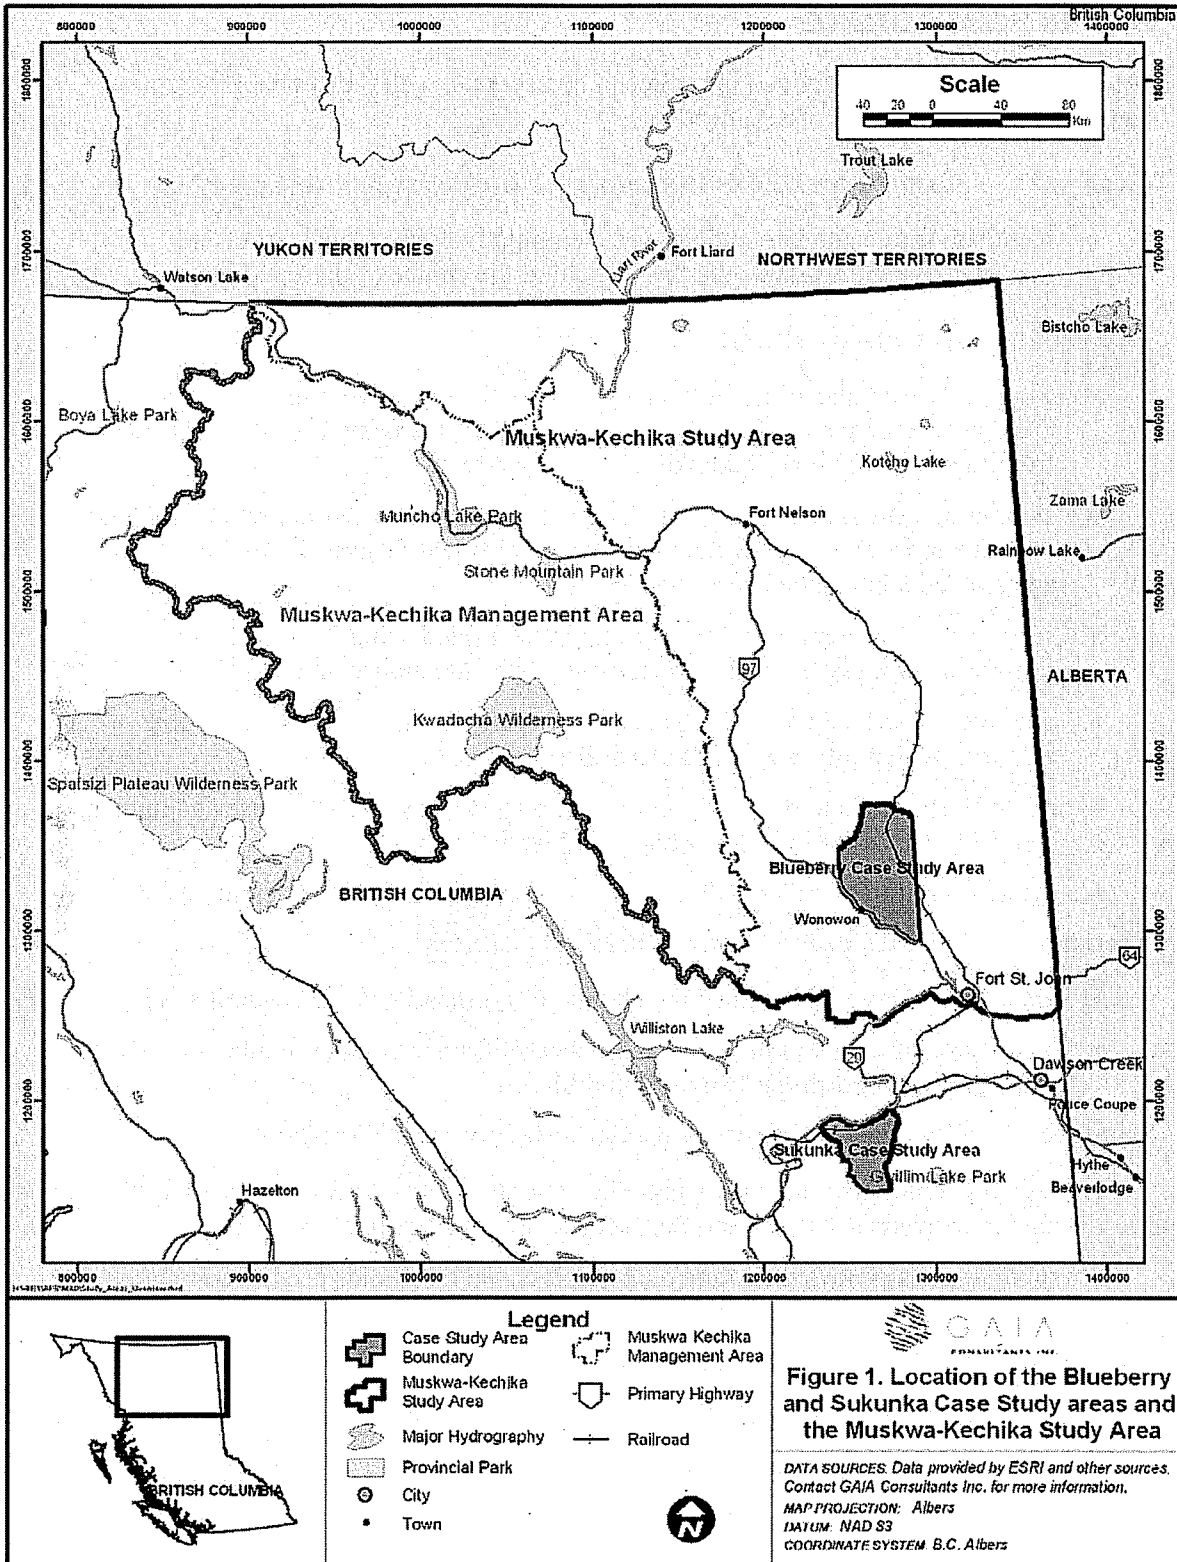 British Columbia
800000 900000 1000000 1100000 1200000 1300000 1400000
1800000
1700000
1600000
1500000
1400000
1300000
1200000
1800000
1700000
1600000
1500000
1400000
1300000
1200000
Scale
40 20 0 40 80
Km
Trout Lake
YUKON TERRITORIES
Liard River
Fort Liard
NORTHWEST TERRITORIES
Watson Lake
Bistcho Lake
Boya Lake Park
Muskwa-Kechika Study Area
Kotcho Lake
Zama Lake
Muncho Lake Park
Fort Nelson
Rainbow Lake
Stone Mountain Park
Muskwa-Kechika Management Area
97
ALBERTA
Kwadacha Wilderness Park
Spatsizi Plateau Wilderness Park
Blueberry Case Study Area
BRITISH COLUMBIA
Wonowon
64
Fort St. John
Williston Lake
29
Dawson Creek
Pouce Coupe
Sukunka Case Study Area
Gwillim Lake Park
Hythe
Beaverlodge
Hazelton
800000 900000 1000000 1100000 1200000 1300000 1400000
BRITISH COLUMBIA
Legend
Case Study Area
Boundary
Muskwa-Kechika
Study Area
Major Hydrography
Provincial Park
City
Town
Muskwa Kechika
Management Area
Primary Highway
Railroad
N
GAIA
CONSULTANTS INC.
Figure 1. Location of the Blueberry
and Sukunka Case Study areas and
the Muskwa-Kechika Study Area
DATA SOURCES: Data provided by ESRI and other sources.
Contact GAIA Consultants Inc. for more information.
MAP PROJECTION: Albers
DATUM: NAD 83
COORDINATE SYSTEM: B.C. Albers